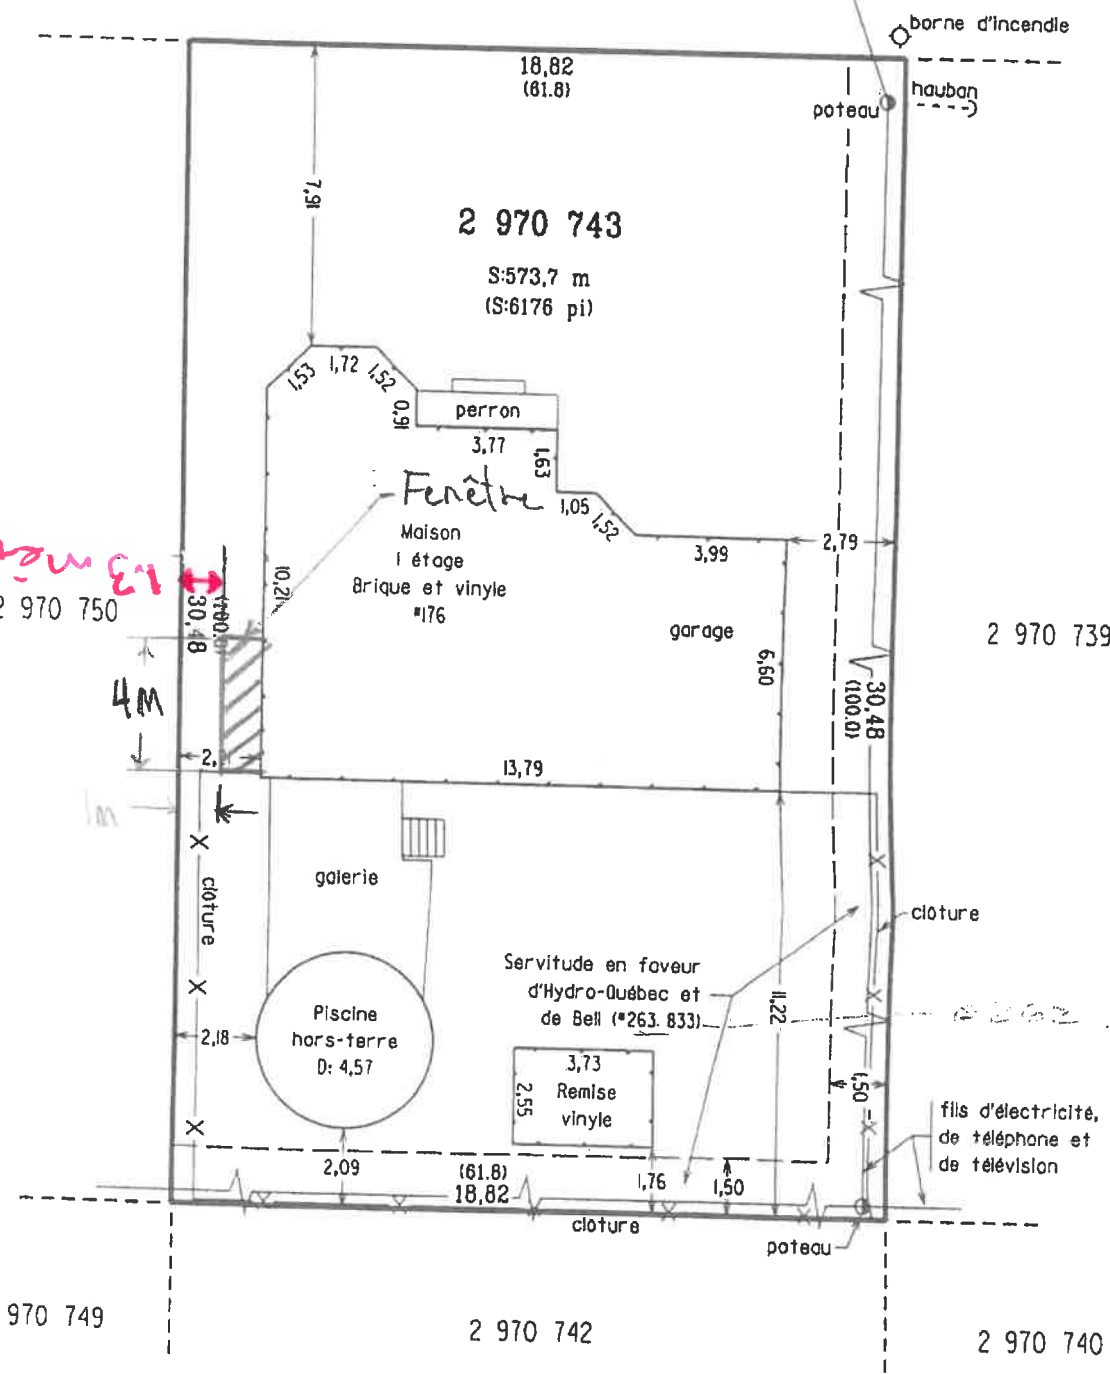 borne d'incendie
18,82
(61.8)
hauban
poteau
7,91
2 970 743
S:573,7 m
(S:6176 pi)
1,53
1,72
1,52
0,91
perron
3,77
1,63
Fenêtre
1,05
1,52
Maison
1 étage
Brique et vinyle
#176
3,99
2,79
10,21
1.3
2 970 750
(100.0)
30,48
garage
6,60
2 970 739
30,48
(100.0)
4M
2,
13,79
1m
galerie
cloture
cloture
Servitude en faveur
d'Hydro-Québec et
de Bell (#263. 833)
11,22
Piscine
hors-terre
D: 4,57
2,18
3,73
2,55
Remise
vinyle
1,50
fils d'électricité,
de téléphone et
de télévision
2,09
(61.8)
18,82
1,76
1,50
cloture
poteau
970 749
2 970 742
2 970 740